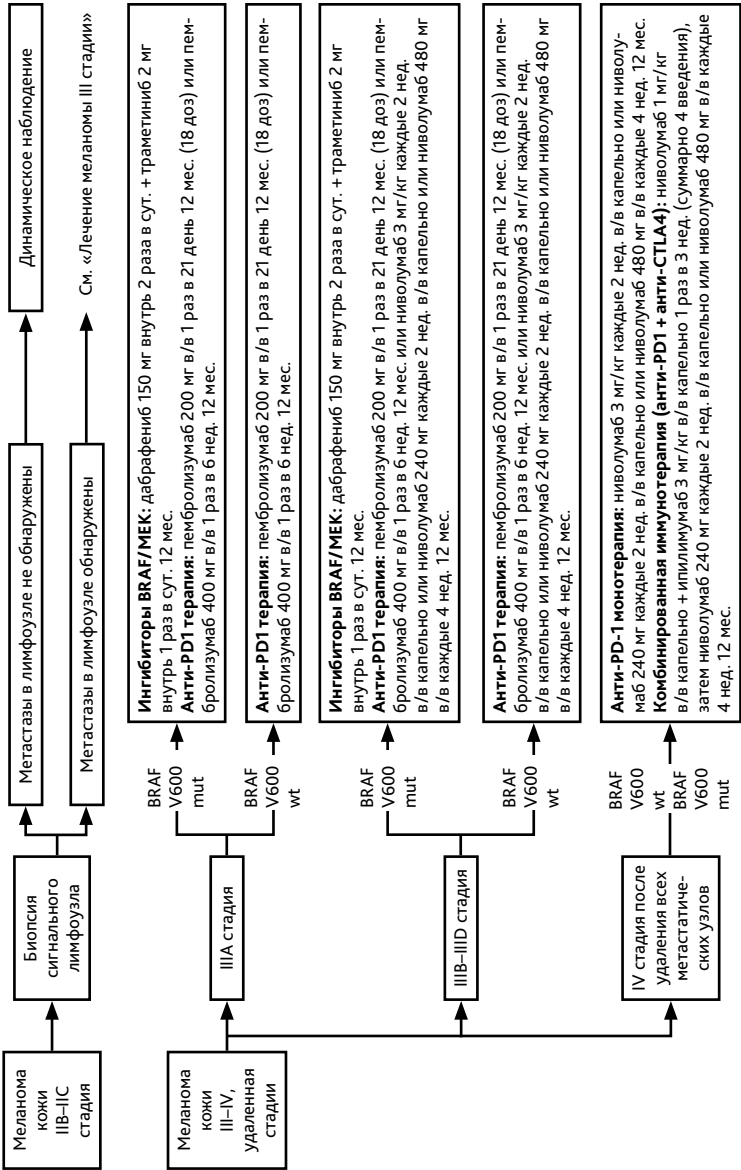 Меланома
кожи
IIB–IIC
стадия
Биопсия
сигнального
лимфоузла
Метастазы в лимфоузле не обнаружены
Динамическое наблюдение
Метастазы в лимфоузле обнаружены
См. «Лечение меланомы III стадии»
Меланома
кожи
III–IV,
удаленная
стадии
IIIA стадия
BRAF
V600
mut
Ингибиторы BRAF/MEK: дабрафениб 150 мг внутрь 2 раза в сут. + траметиниб 2 мг
внутрь 1 раз в сут. 12 мес.
Анти-PD1 терапия: пембролизумаб 200 мг в/в 1 раз в 21 день 12 мес. (18 доз) или пем-
бролизумаб 400 мг в/в 1 раз в 6 нед. 12 мес.
BRAF
V600
wt
Анти-PD1 терапия: пембролизумаб 200 мг в/в 1 раз в 21 день 12 мес. (18 доз) или пем-
бролизумаб 400 мг в/в 1 раз в 6 нед. 12 мес.
IIIB–IIID стадия
BRAF
V600
mut
Ингибиторы BRAF/MEK: дабрафениб 150 мг внутрь 2 раза в сут. + траметиниб 2 мг
внутрь 1 раз в сут. 12 мес.
Анти-PD1 терапия: пембролизумаб 200 мг в/в 1 раз в 21 день 12 мес. (18 доз) или пем-
бролизумаб 400 мг в/в 1 раз в 6 нед. 12 мес. или ниволумаб 3 мг/кг каждые 2 нед.
в/в капельно или ниволумаб 240 мг каждые 2 нед. в/в капельно или ниволумаб 480 мг
в/в каждые 4 нед. 12 мес.
BRAF
V600
wt
Анти-PD1 терапия: пембролизумаб 200 мг в/в 1 раз в 21 день 12 мес. (18 доз) или пем-
бролизумаб 400 мг в/в 1 раз в 6 нед. 12 мес. или ниволумаб 3 мг/кг каждые 2 нед.
в/в капельно или ниволумаб 240 мг каждые 2 нед. в/в капельно или ниволумаб 480 мг
в/в каждые 4 нед. 12 мес.
IV стадия после
удаления всех
метастатиче-
ских узлов
BRAF
V600
wt
BRAF
V600
mut
Анти-PD-1 монотерапия: ниволумаб 3 мг/кг каждые 2 нед. в/в капельно или ниволу-
маб 240 мг каждые 2 нед. в/в капельно или ниволумаб 480 мг в/в каждые 4 нед. 12 мес.
Комбинированная иммунотерапия (анти-PD1 + анти-CTLA4): ниволумаб 1 мг/кг
в/в капельно + ипилимумаб 3 мг/кг в/в капельно 1 раз в 3 нед. (суммарно 4 введения),
затем ниволумаб 240 мг каждые 2 нед. в/в капельно или ниволумаб 480 мг в/в каждые
4 нед. 12 мес.